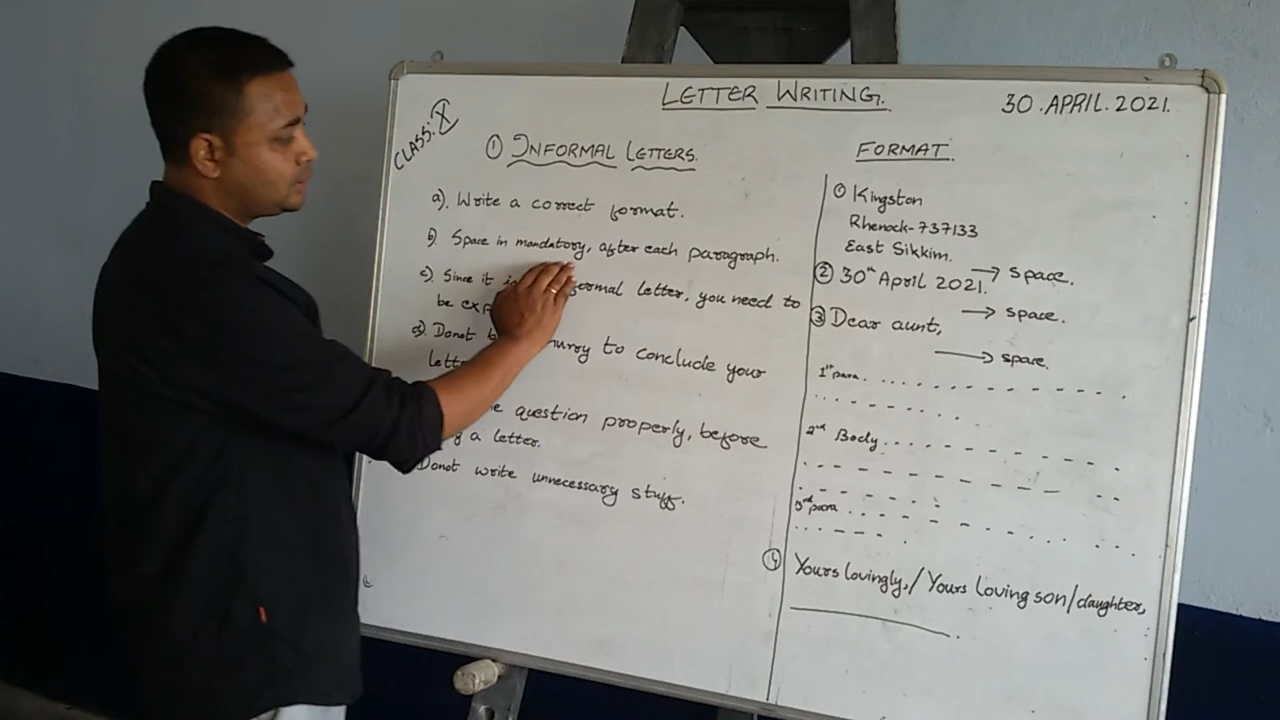 LETTER WRITING.
30.APRIL.2021.
CLASS: X
① INFORMAL LETTERS.
a). Write a correct format.
b). Space in mandatory, after each paragraph.
c). Since it formal letter, you need to
be
d). Donot hurry to conclude your
question properly, before
a letter.
Donot write unnecessary stuff.
FORMAT.
① Kingston
Rhenock-737133
East Sikkim.
→ space.
② 30th April 2021.
→ space.
③ Dear aunt,
→ space.
1st para. . . . . . . . . . . . . . . .
. . . . . . . . . .
2nd Body. . . . - - - - - - - - .
. - - - - - - - - - -
. - - - - - -
3rd para . . . . . - - - . . . . . .
. . . - - - . .
④ Yours lovingly,/Yours loving son/daughter,